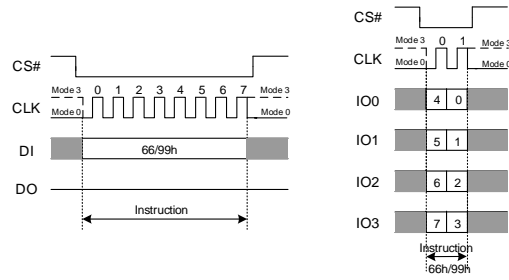 CS#
Mode 3 0 1 2 3 4 5 6 7 Mode 3
CLK
Mode 0 Mode 0
DI
66/99h
DO
Instruction
CS#
Mode 3 0 1 Mode 3
CLK
Mode 0 Mode 0
IO0
4 0
IO1
5 1
IO2
6 2
IO3
7 3
Instruction
66h/99h